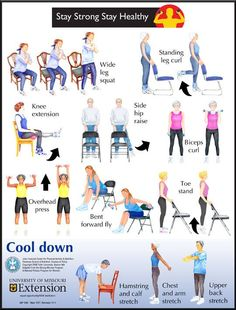 Stay Strong Stay Healthy
Wide
leg
squat
Standing
leg curl
Knee
extension
Side
hip
raise
Biceps
curl
Overhead
press
Bent
forward fly
Toe
stand
Cool down
UNIVERSITY OF MISSOURI
Extension
Hamstring
and calf
stretch
Chest and
arm
stretch
Upper
back
stretch